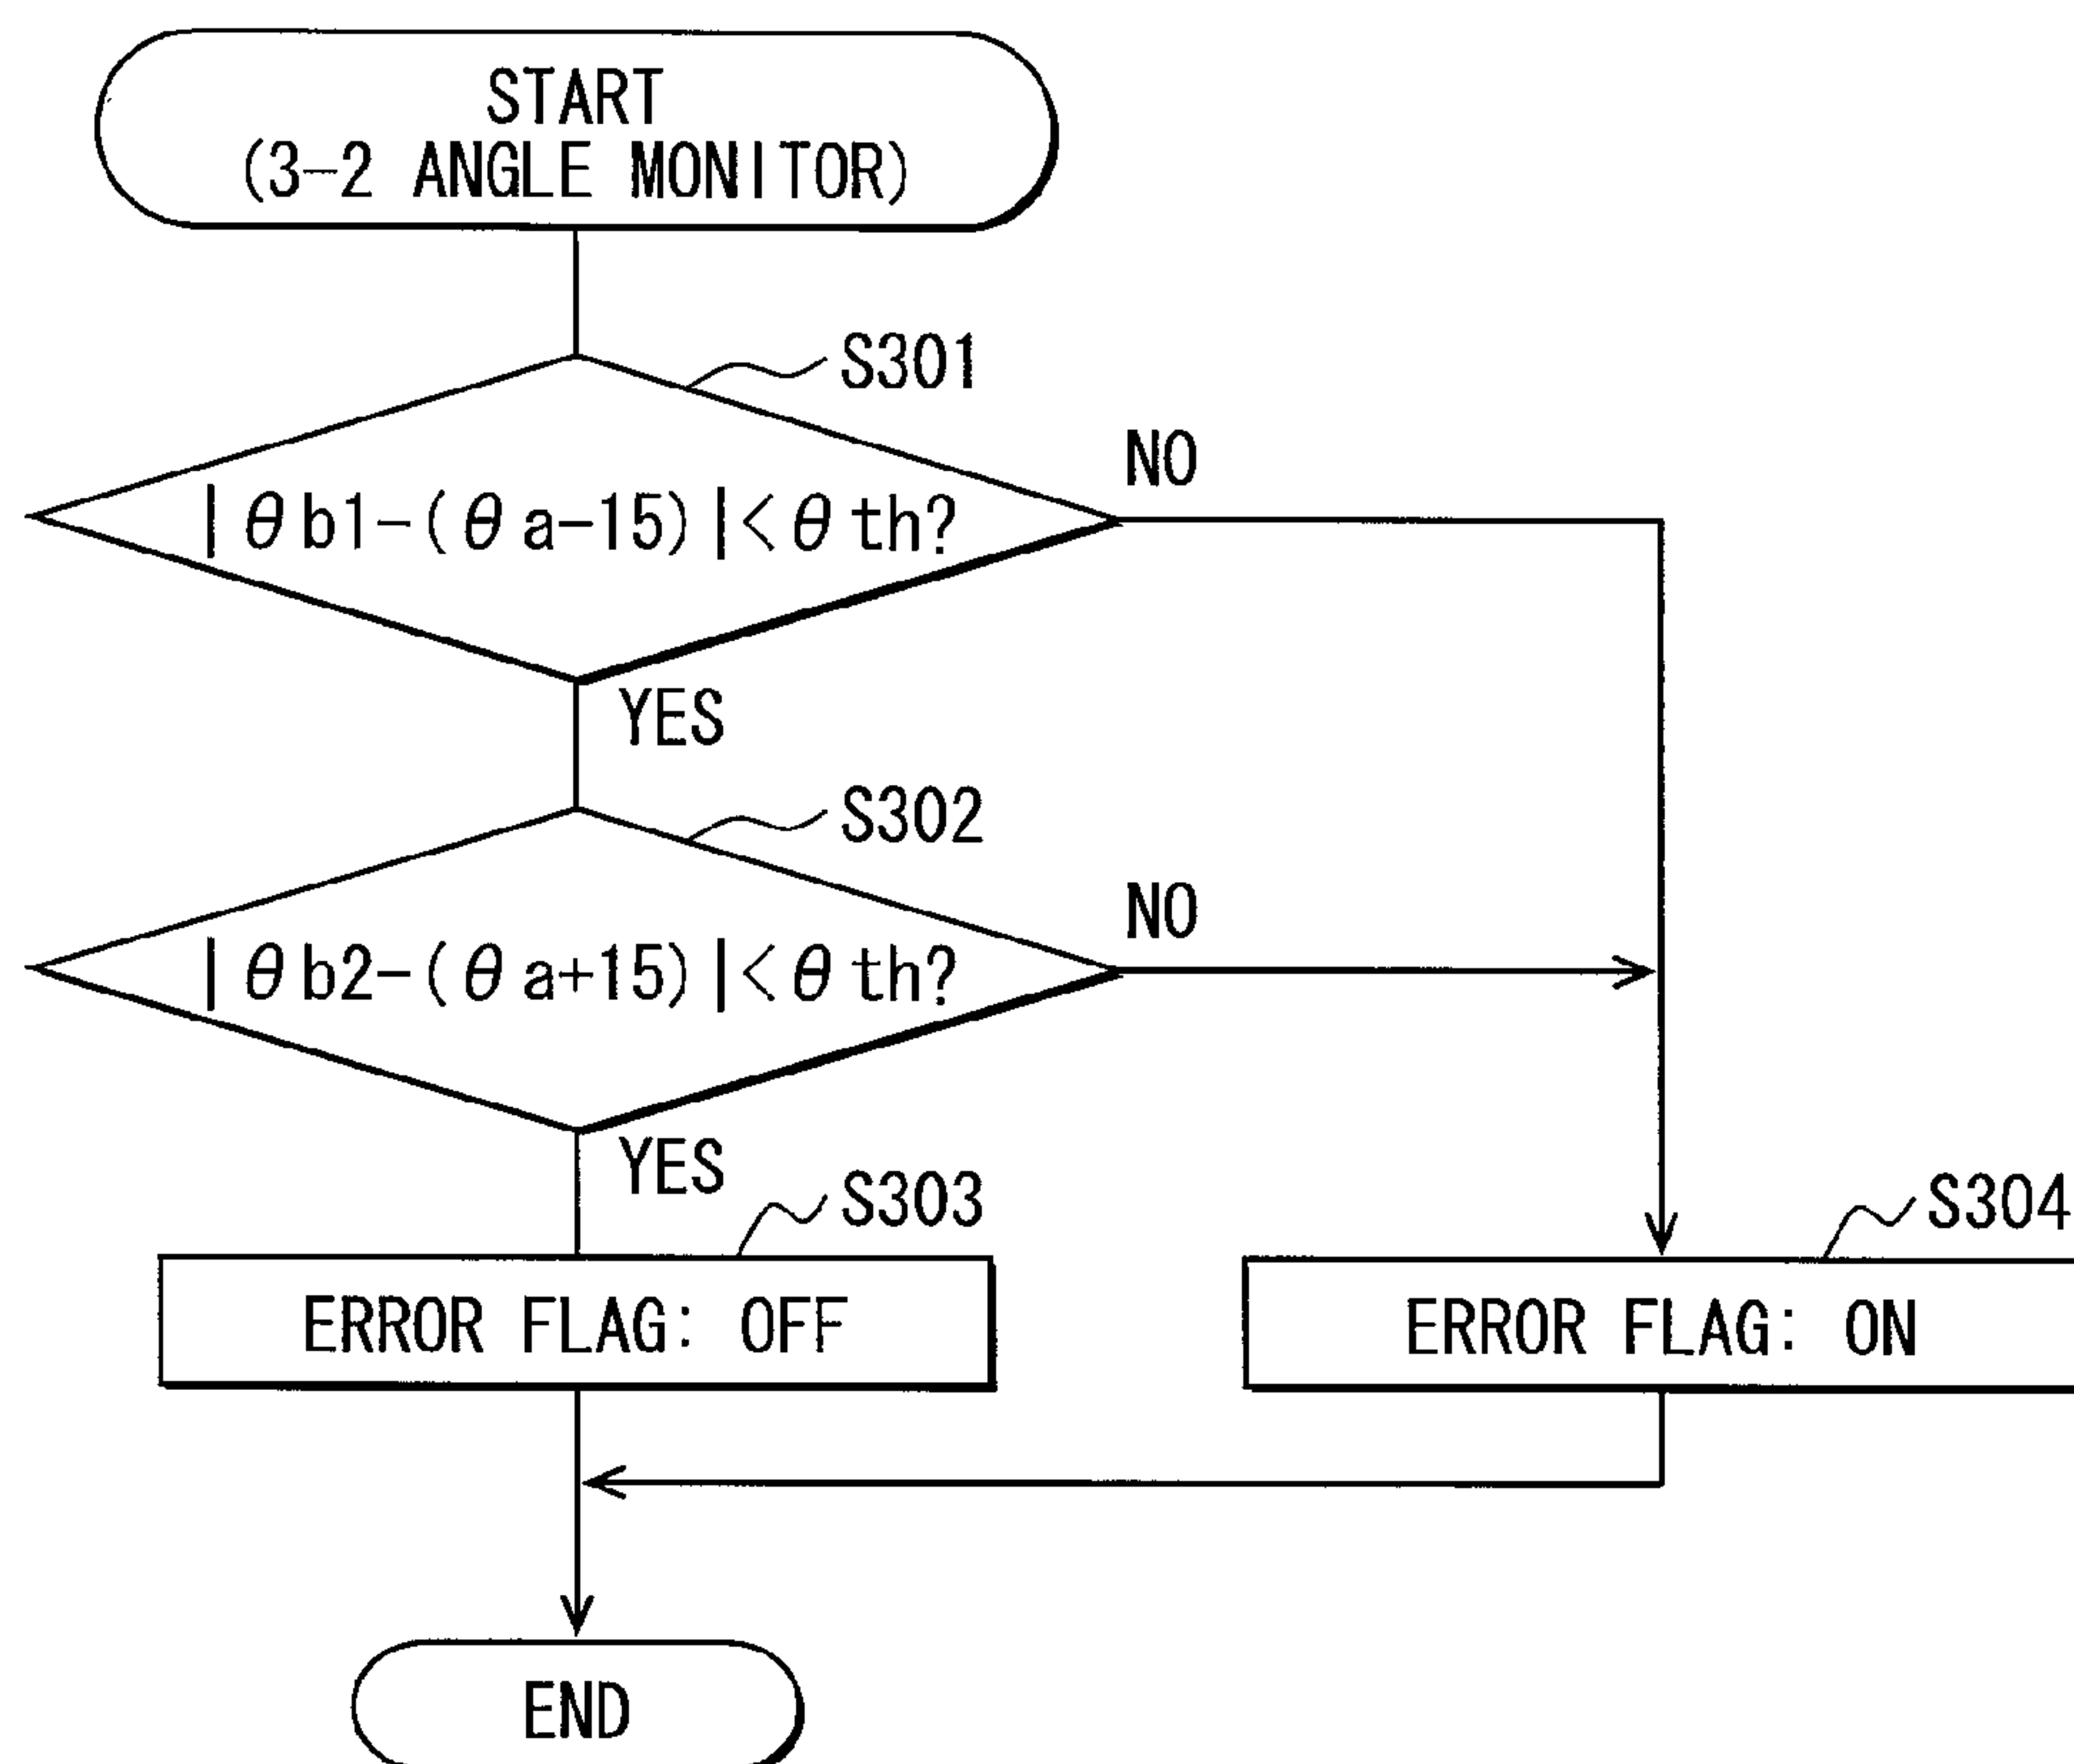 START
(3-2 ANGLE MONITOR)
S301
NO
|θb1-(θa-15)|<θth?
YES
S302
NO
|θb2-(θa+15)|<θth?
YES
S303
S304
ERROR FLAG: OFF
ERROR FLAG: ON
END